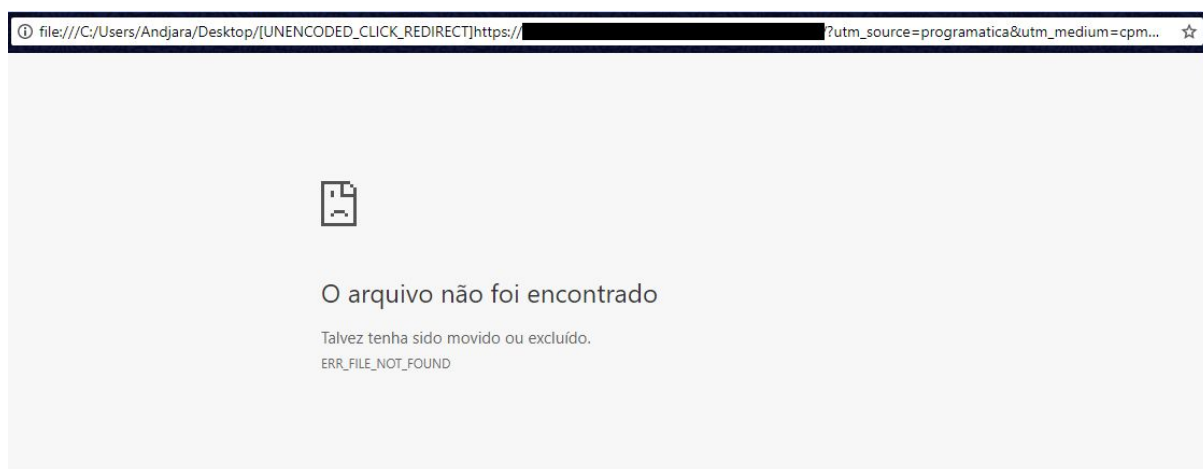 file:///C:/Users/Andjara/Desktop/[UNENCODED_CLICK_REDIRECT]https:// /?utm_source=programatica&utm_medium=cpm...
O arquivo não foi encontrado
Talvez tenha sido movido ou excluído.
ERR_FILE_NOT_FOUND